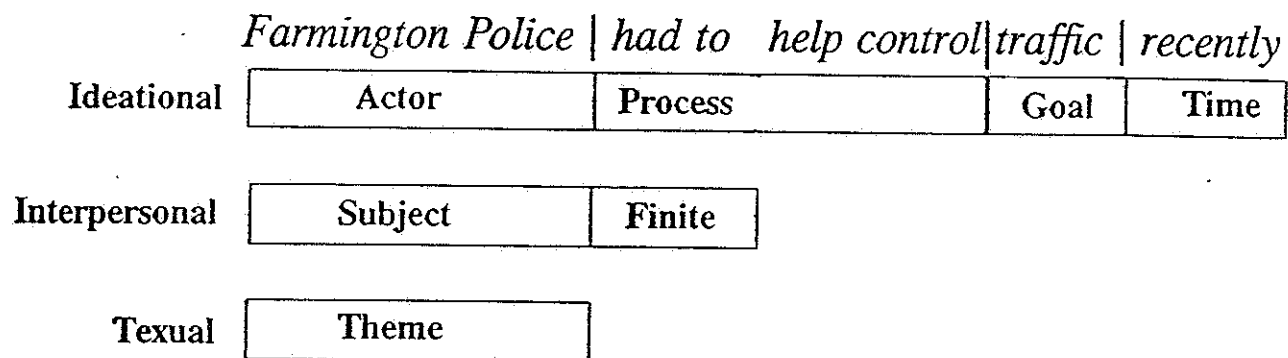 Farmington Police | had to help control | traffic | recently
Ideational Actor Process Goal Time
Interpersonal Subject Finite
Texual Theme